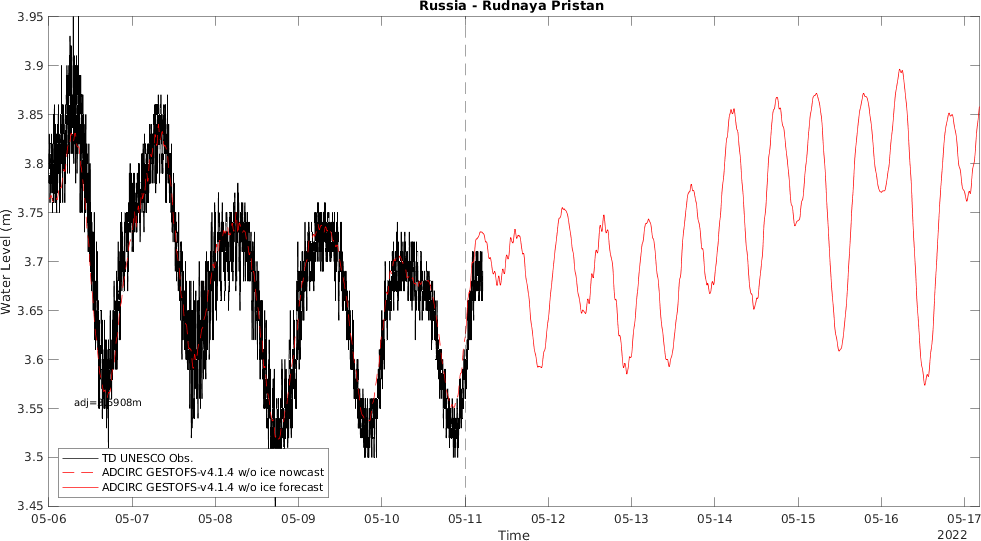 Russia - Rudnaya Pristan
3.95
3.9
3.85
3.8
3.75
3.7
3.65
3.6
3.55
3.5
3.45
Water Level (m)
TD UNESCO Obs.
ADCIRC GESTOFS-v4.1.4 w/o ice nowcast
ADCIRC GESTOFS-v4.1.4 w/o ice forecast
05-06 05-07 05-08 05-09 05-10 05-11 05-12 05-13 05-14 05-15 05-16 05-17
Time
2022